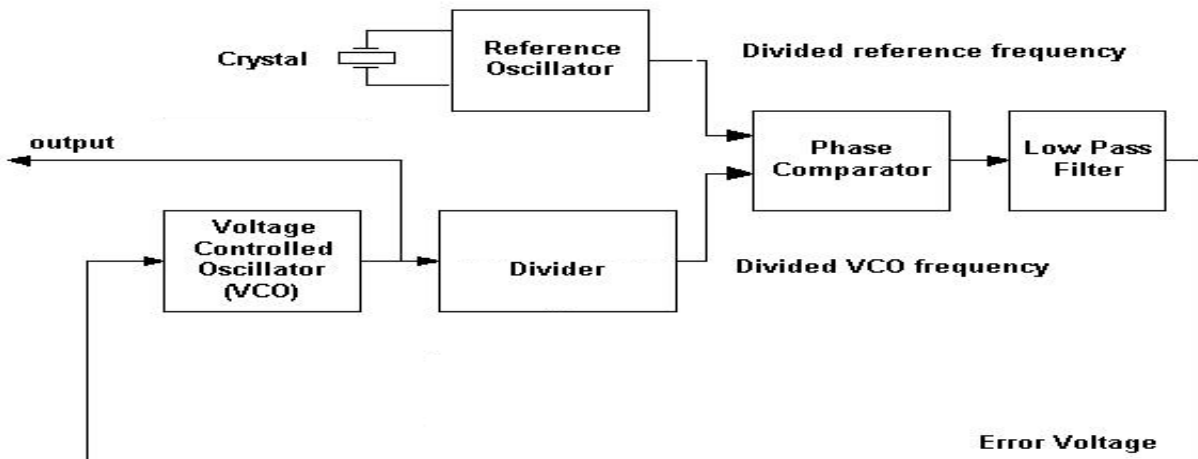 Crystal
Reference
Oscillator
Divided reference frequency
output
Phase
Comparator
Low Pass
Filter
Voltage
Controlled
Oscillator
(VCO)
Divider
Divided VCO frequency
Error Voltage